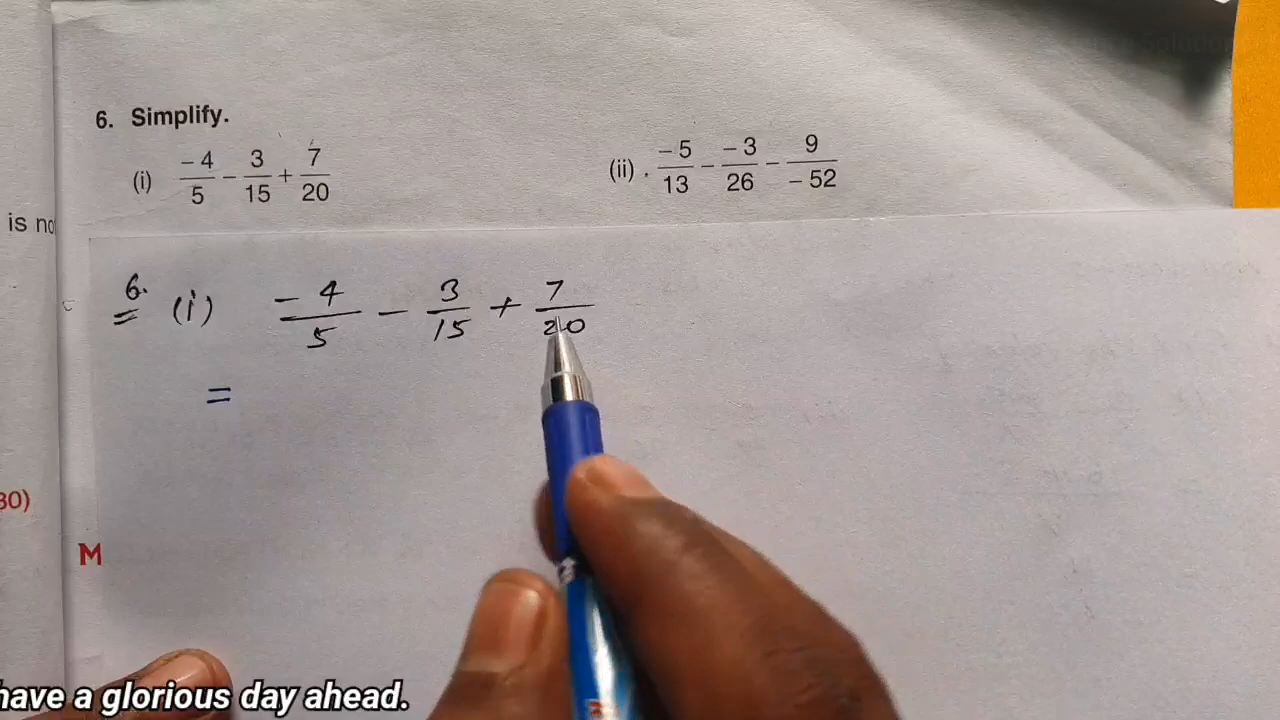 6. Simplify.
(i) -4/5 - 3/15 + 7/20
(ii) . -5/13 - -3/26 - 9/-52
is no
6. (i) -4/5 - 3/15 + 7/20
=
30)
M
have a glorious day ahead.